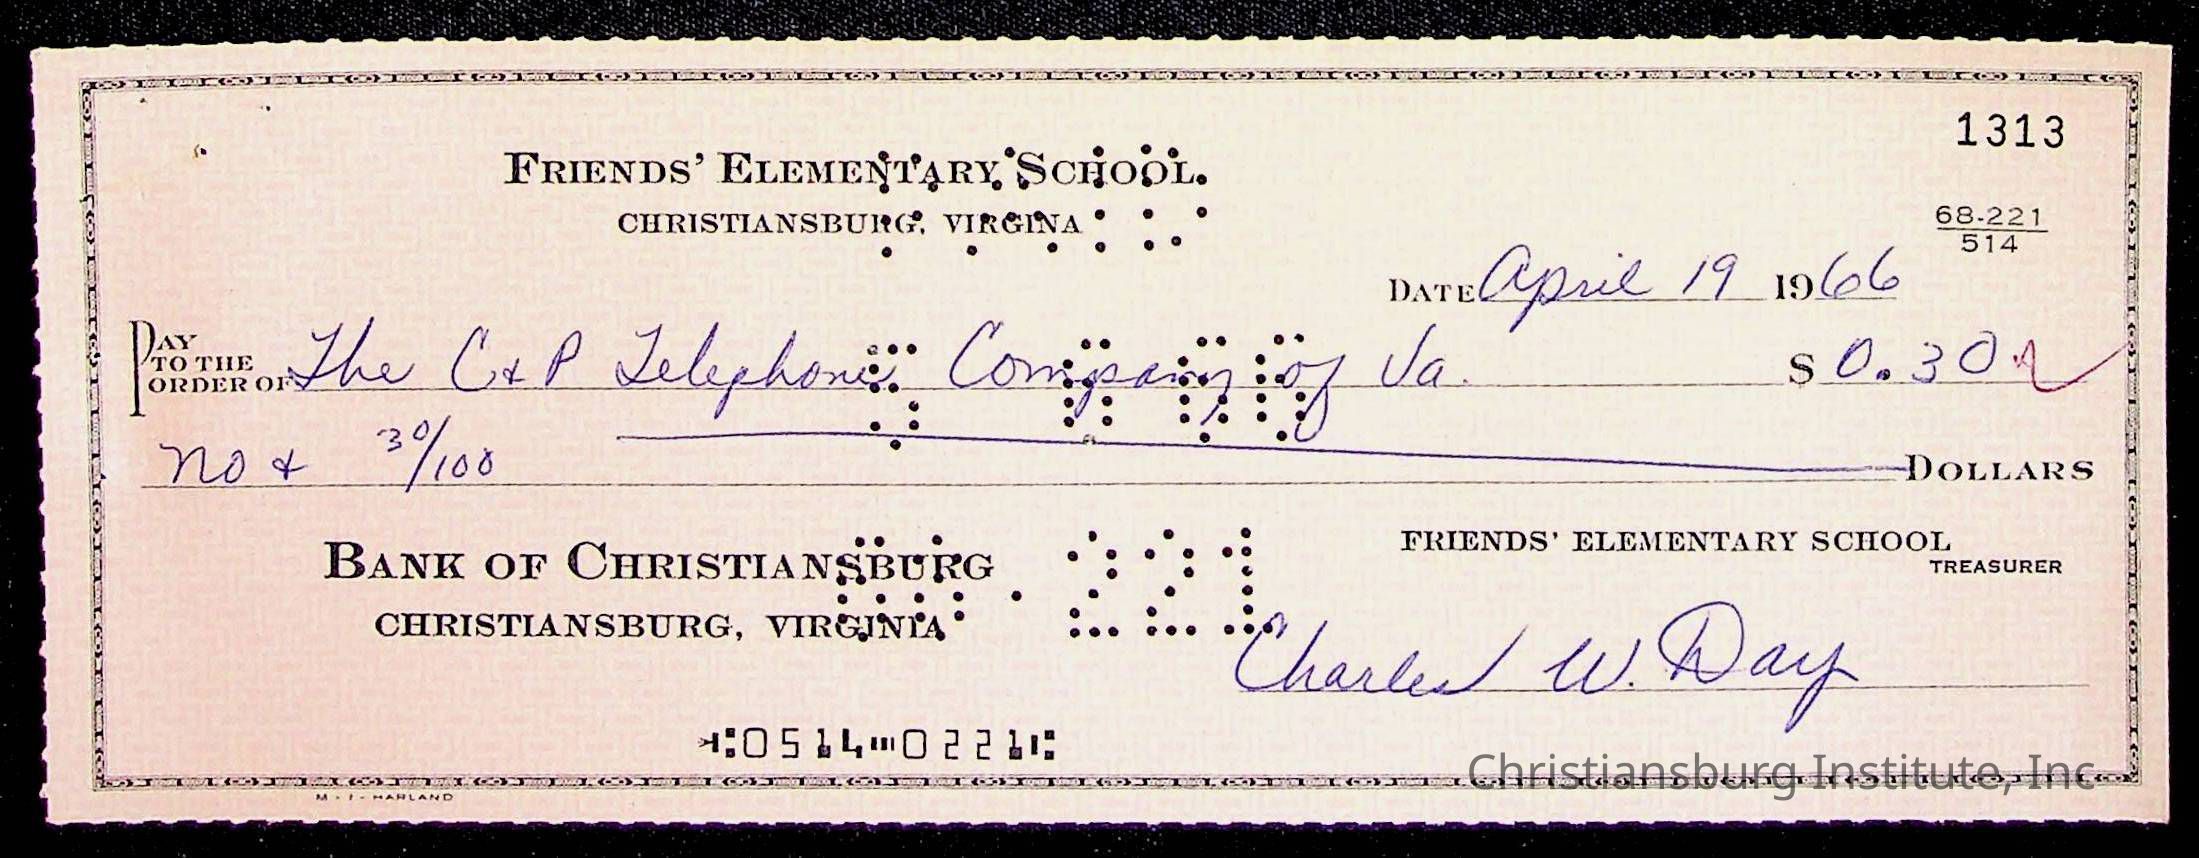 1313
FRIENDS' ELEMENTARY SCHOOL
CHRISTIANSBURG, VIRGINA
68-221
514
DATE April 19 1966
PAY TO THE ORDER OF The C & P Telephone Company of Va. $ 0.30
no & 30/100 DOLLARS
BANK OF CHRISTIANSBURG
CHRISTIANSBURG, VIRGINIA
221
FRIENDS' ELEMENTARY SCHOOL
TREASURER
Charles W. Day
⑆0514⑉0221⑆
Christiansburg Institute, Inc
HARLAND